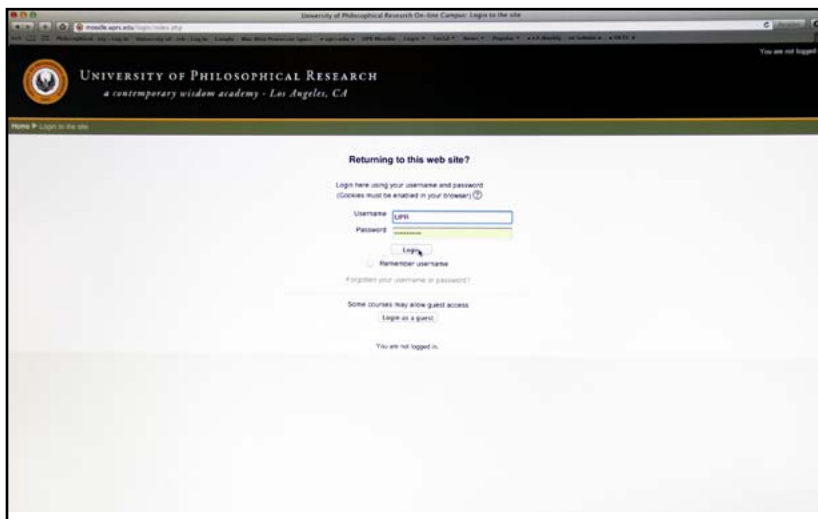 University of Philosophical Research On-line Campus: Login to the site
moodle.uprs.edu/login/index.php
You are not logged
UNIVERSITY OF PHILOSOPHICAL RESEARCH
a contemporary wisdom academy - Los Angeles, CA
Home ► Login to the site
Returning to this web site?
Login here using your username and password
(Cookies must be enabled in your browser) ?
Username UPR
Password
Login
Remember username
Forgotten your username or password?
Some courses may allow guest access
Login as a guest
You are not logged in.